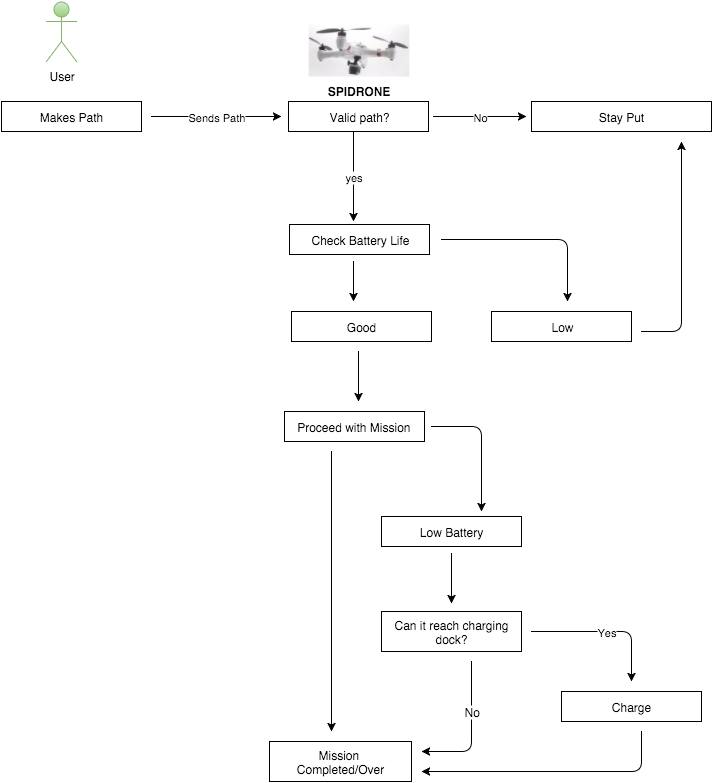 User
SPIDRONE
Makes Path
Sends Path
Valid path?
No
Stay Put
yes
Check Battery Life
Good
Low
Proceed with Mission
Low Battery
Can it reach charging
dock?
Yes
Charge
No
Mission
Completed/Over